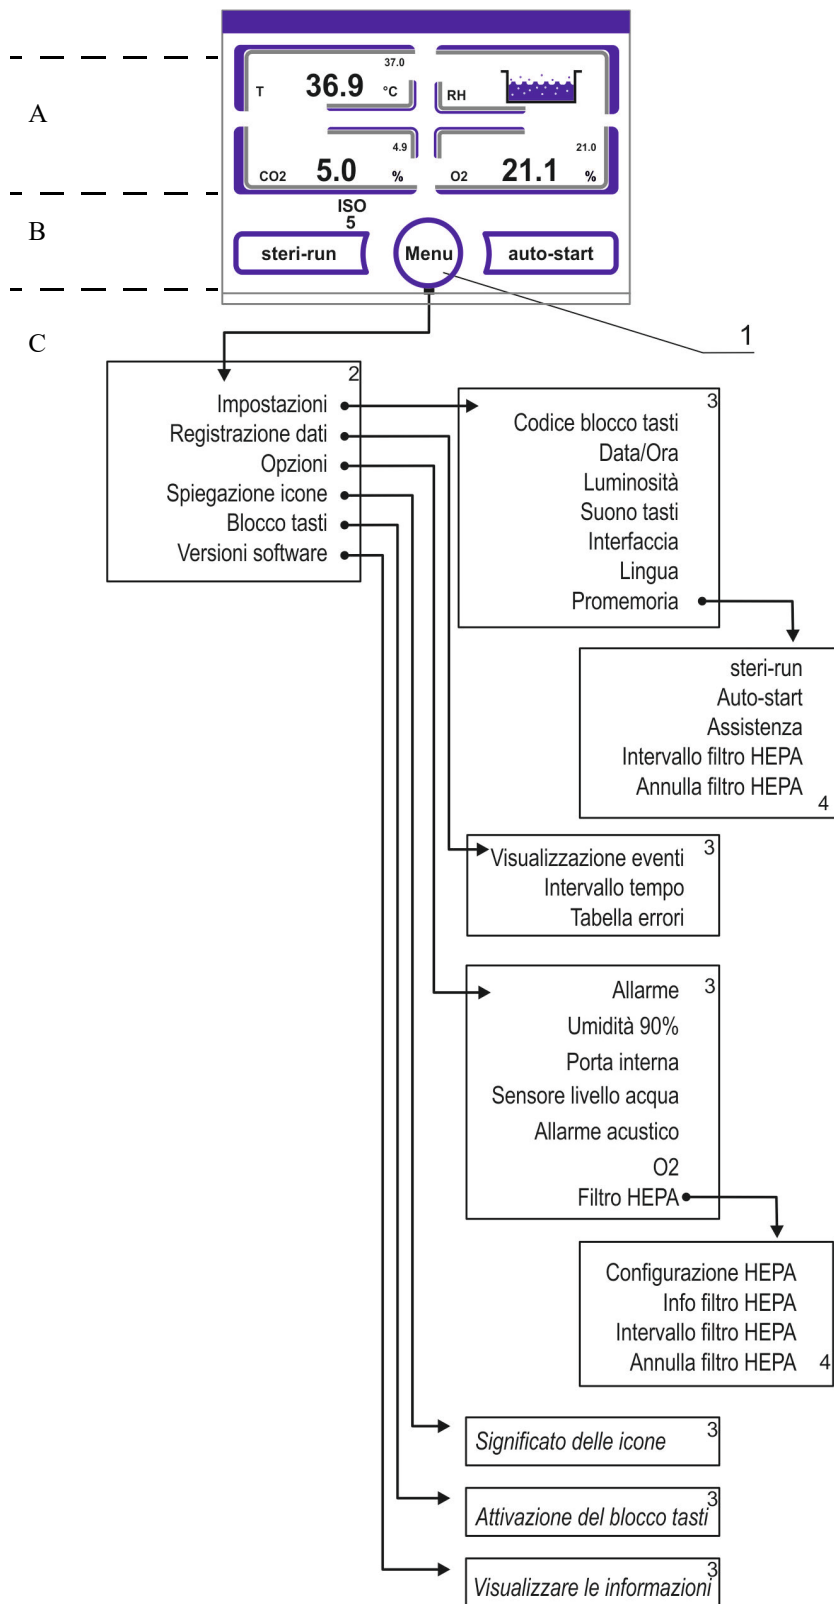 A
37.0
T 36.9 °C
RH
4.9
CO2 5.0 %
21.0
O2 21.1 %
B
ISO
5
steri-run
Menu
auto-start
C
1
2
Impostazioni
Registrazione dati
Opzioni
Spiegazione icone
Blocco tasti
Versioni software
3
Codice blocco tasti
Data/Ora
Luminosità
Suono tasti
Interfaccia
Lingua
Promemoria
steri-run
Auto-start
Assistenza
Intervallo filtro HEPA
Annulla filtro HEPA
4
3
Visualizzazione eventi
Intervallo tempo
Tabella errori
3
Allarme
Umidità 90%
Porta interna
Sensore livello acqua
Allarme acustico
O2
Filtro HEPA
Configurazione HEPA
Info filtro HEPA
Intervallo filtro HEPA
Annulla filtro HEPA
4
3
Significato delle icone
3
Attivazione del blocco tasti
3
Visualizzare le informazioni